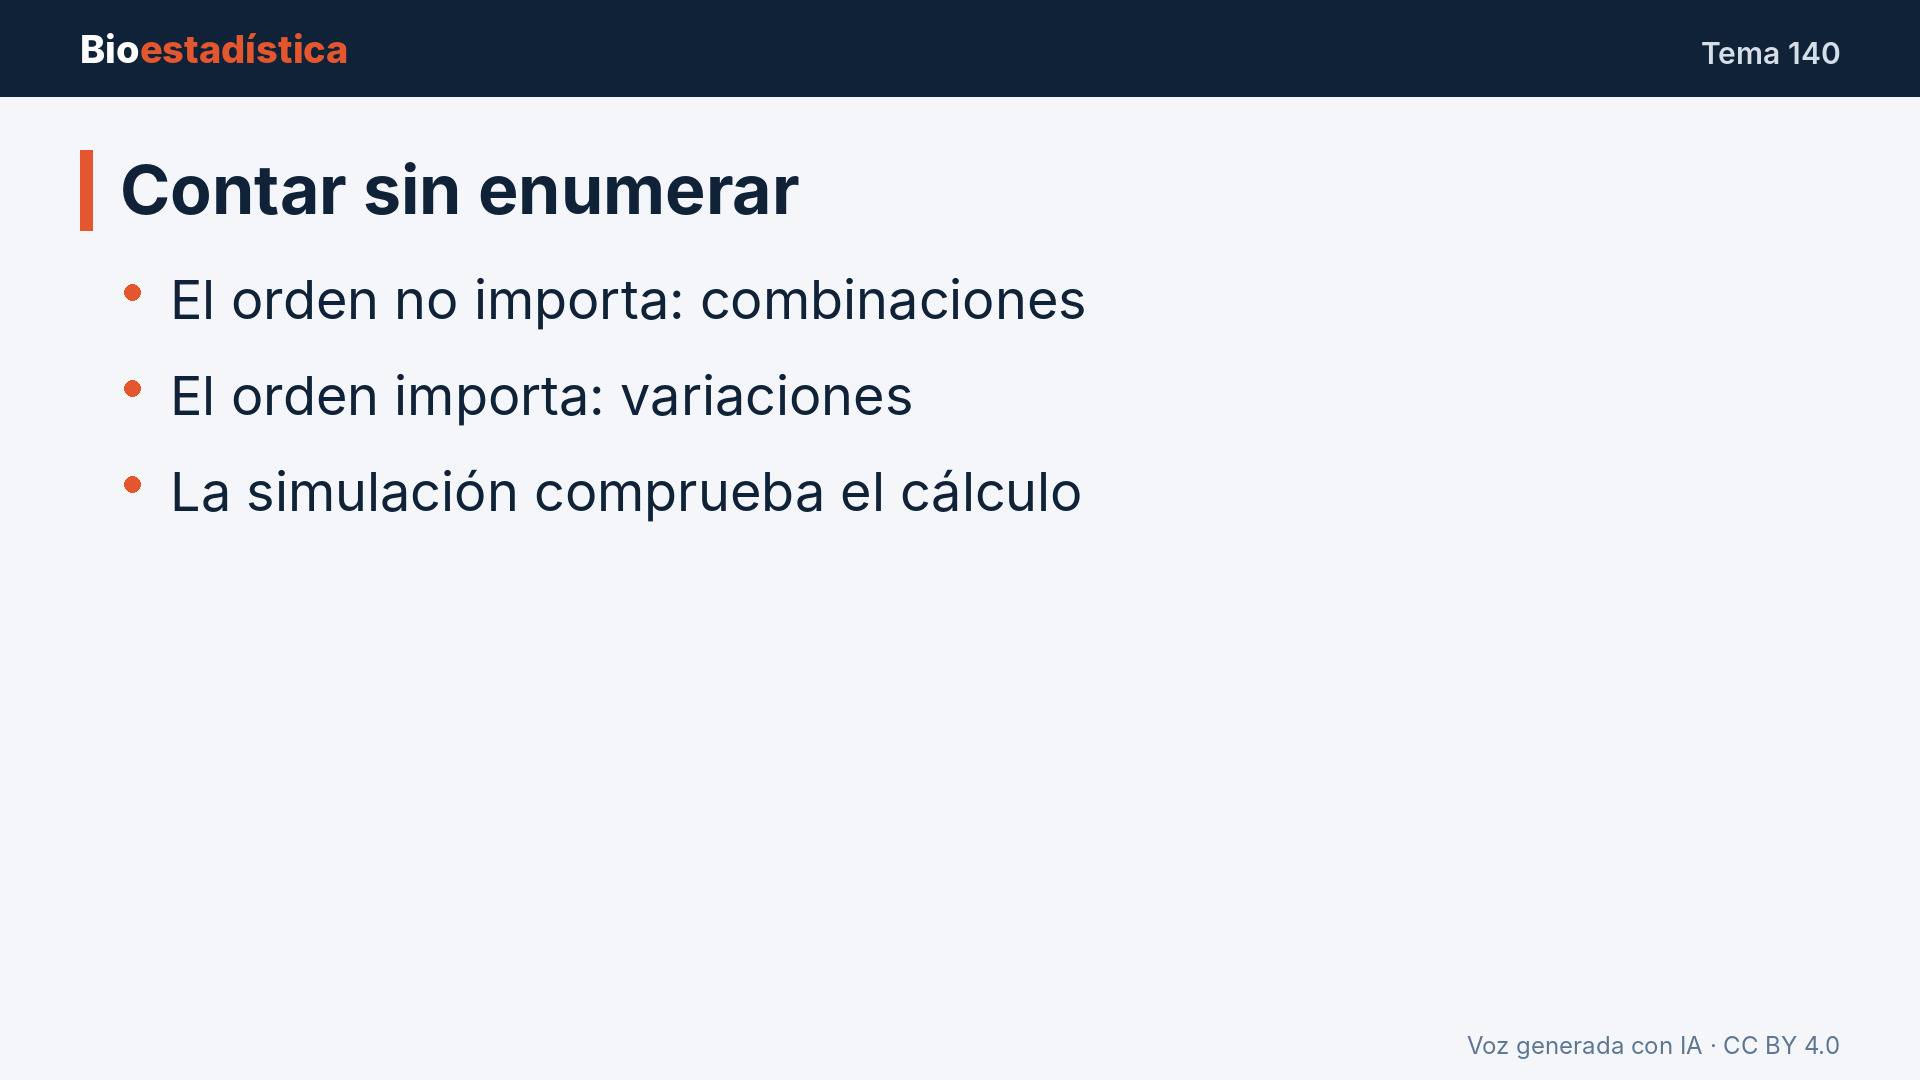 Bioestadística
Tema 140
Contar sin enumerar
• El orden no importa: combinaciones
• El orden importa: variaciones
• La simulación comprueba el cálculo
Voz generada con IA · CC BY 4.0